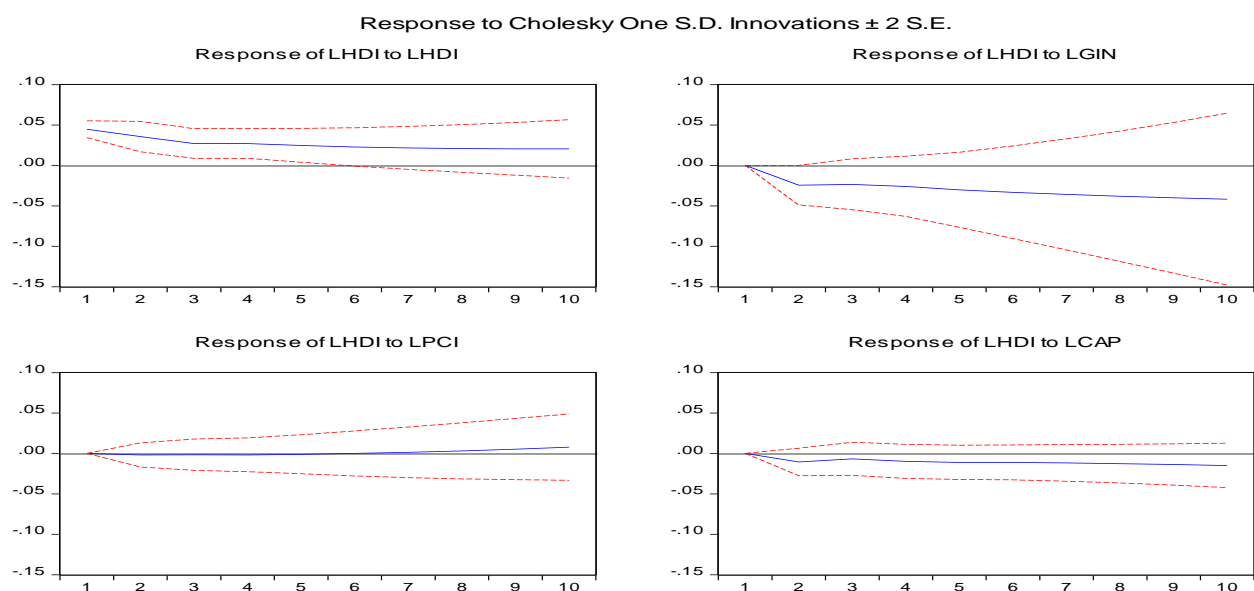 Response to Cholesky One S.D. Innovations ± 2 S.E.
Response of LHDI to LHDI
.10
.05
.00
-.05
-.10
-.15
1 2 3 4 5 6 7 8 9 10
Response of LHDI to LGIN
.10
.05
.00
-.05
-.10
-.15
1 2 3 4 5 6 7 8 9 10
Response of LHDI to LPCI
.10
.05
.00
-.05
-.10
-.15
1 2 3 4 5 6 7 8 9 10
Response of LHDI to LCAP
.10
.05
.00
-.05
-.10
-.15
1 2 3 4 5 6 7 8 9 10